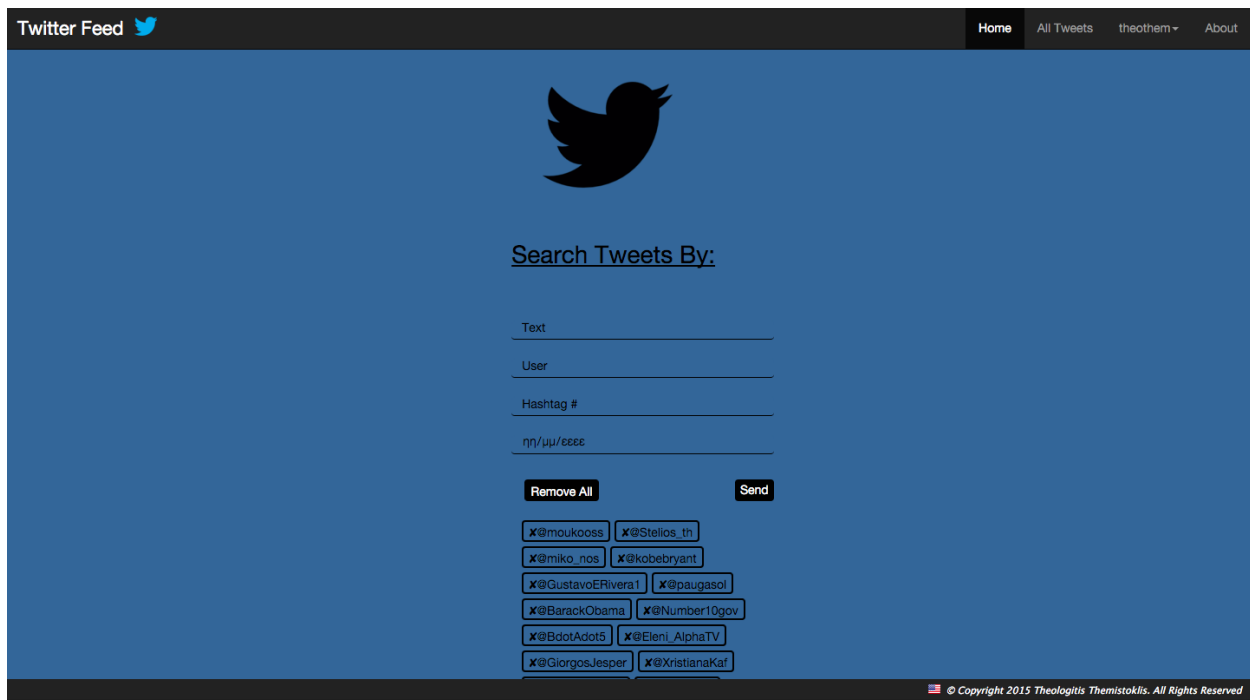 Twitter Feed
Home All Tweets theothem About
Search Tweets By:
Text
User
Hashtag #
ηη/μμ/εεεε
Remove All Send
✘@moukooss ✘@Stelios_th
✘@miko_nos ✘@kobebryant
✘@GustavoERivera1 ✘@paugasol
✘@BarackObama ✘@Number10gov
✘@BdotAdot5 ✘@Eleni_AlphaTV
✘@GiorgosJesper ✘@XristianaKaf
© Copyright 2015 Theologitis Themistoklis. All Rights Reserved